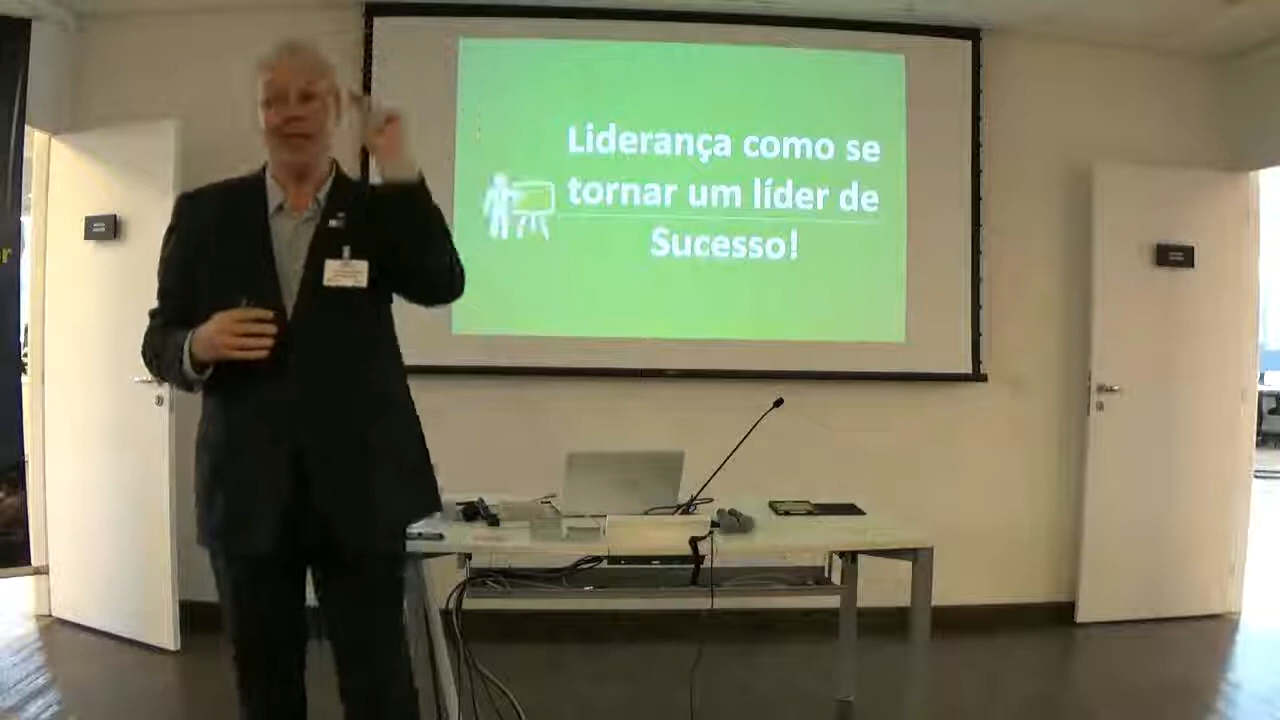 Liderança como se
tornar um líder de
Sucesso!